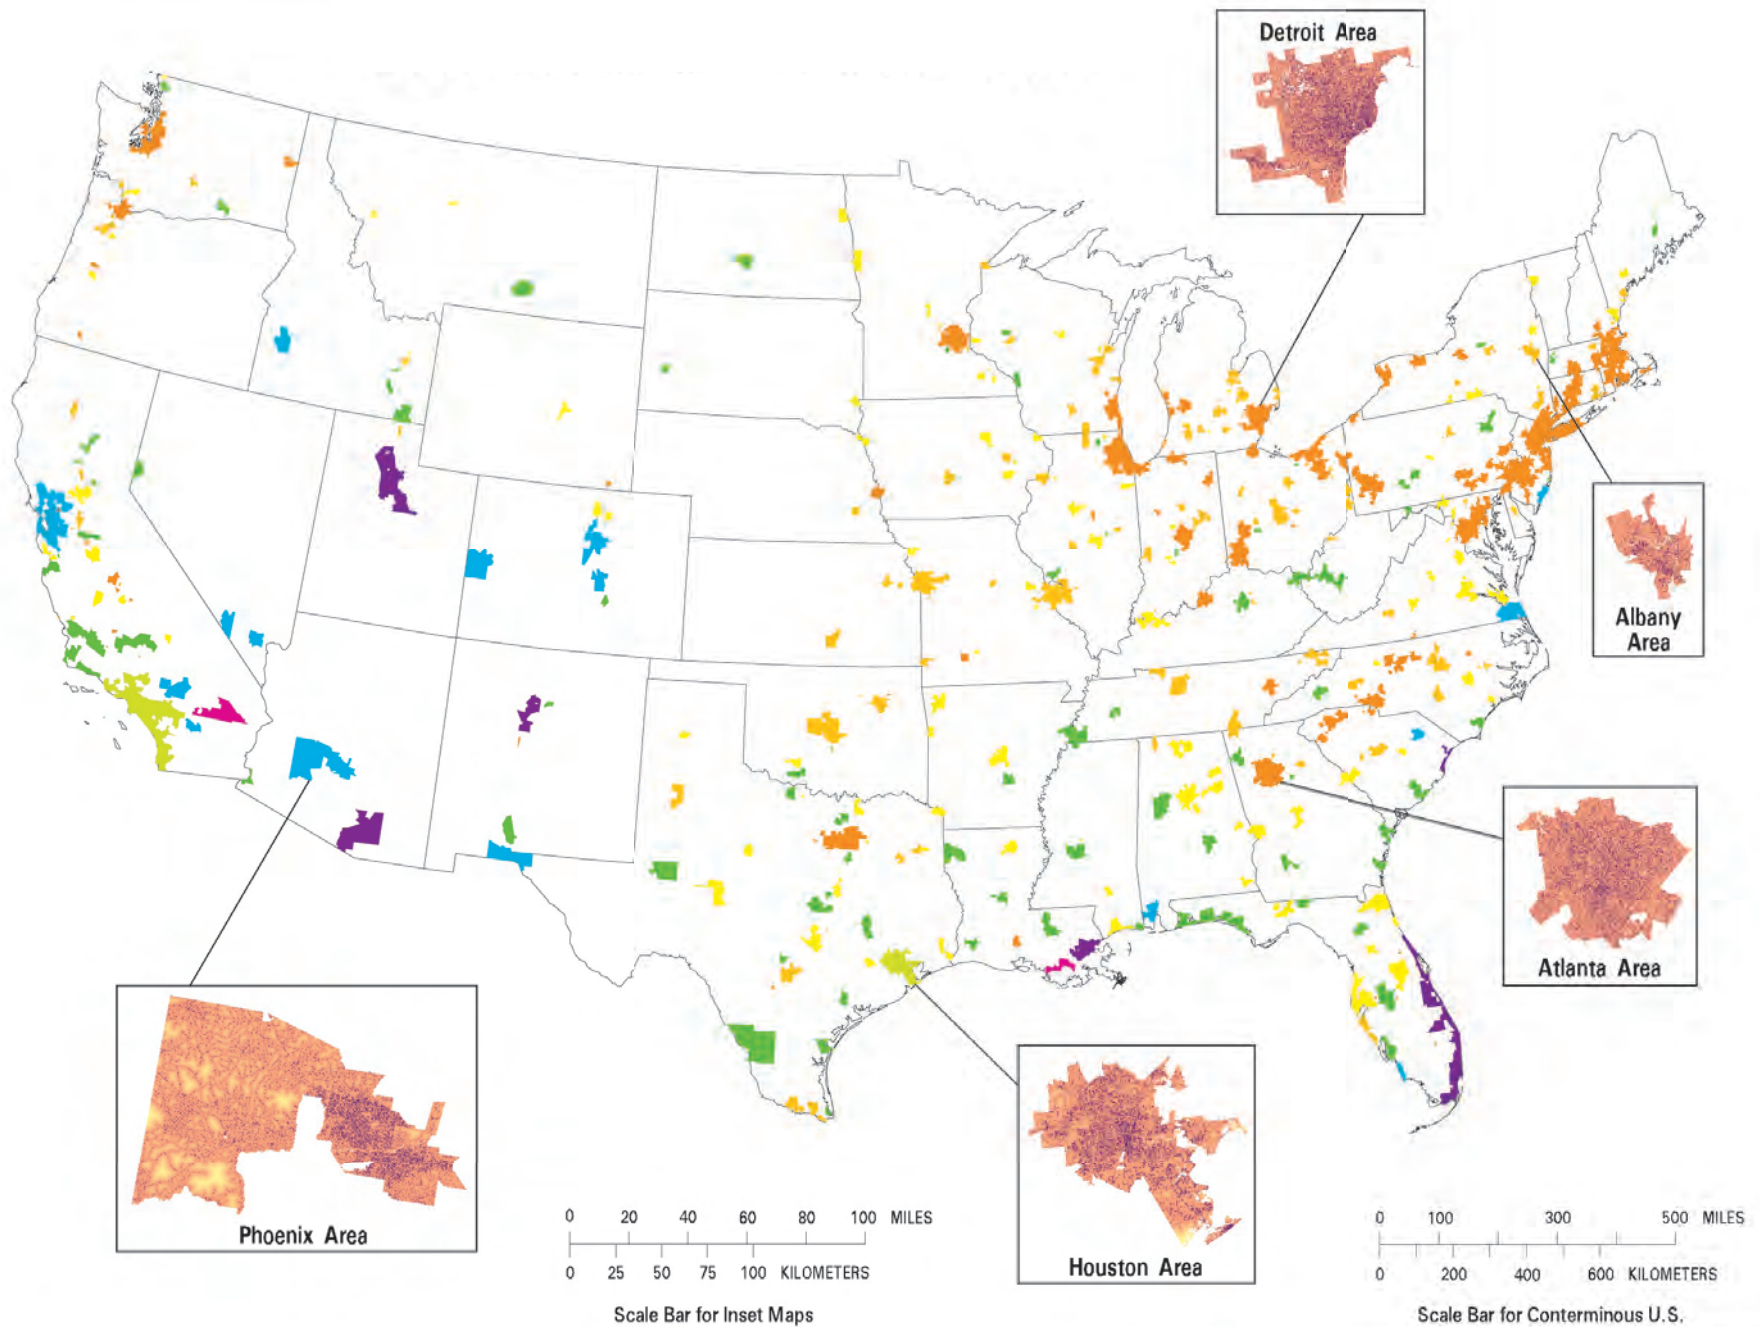 Detroit Area
Albany
Area
Atlanta Area
Phoenix Area
Houston Area
0 20 40 60 80 100 MILES
0 25 50 75 100 KILOMETERS
Scale Bar for Inset Maps
0 100 300 500 MILES
0 200 400 600 KILOMETERS
Scale Bar for Conterminous U.S.